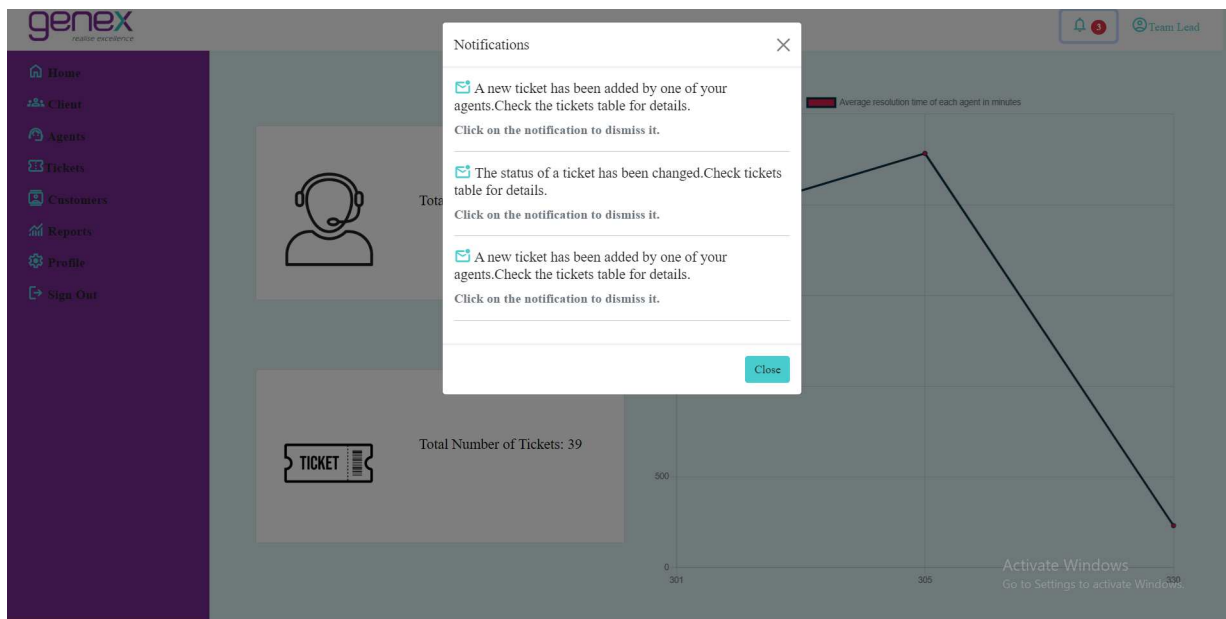 genex
realise excellence
3
Team Lead
Home
Client
Agents
Tickets
Customers
Reports
Profile
Sign Out
Notifications
A new ticket has been added by one of your
agents.Check the tickets table for details.
Click on the notification to dismiss it.
The status of a ticket has been changed.Check tickets
table for details.
Click on the notification to dismiss it.
A new ticket has been added by one of your
agents.Check the tickets table for details.
Click on the notification to dismiss it.
Close
Tota
TICKET
Total Number of Tickets: 39
Average resolution time of each agent in minutes
500
0
301
305
330
Activate Windows
Go to Settings to activate Windows.